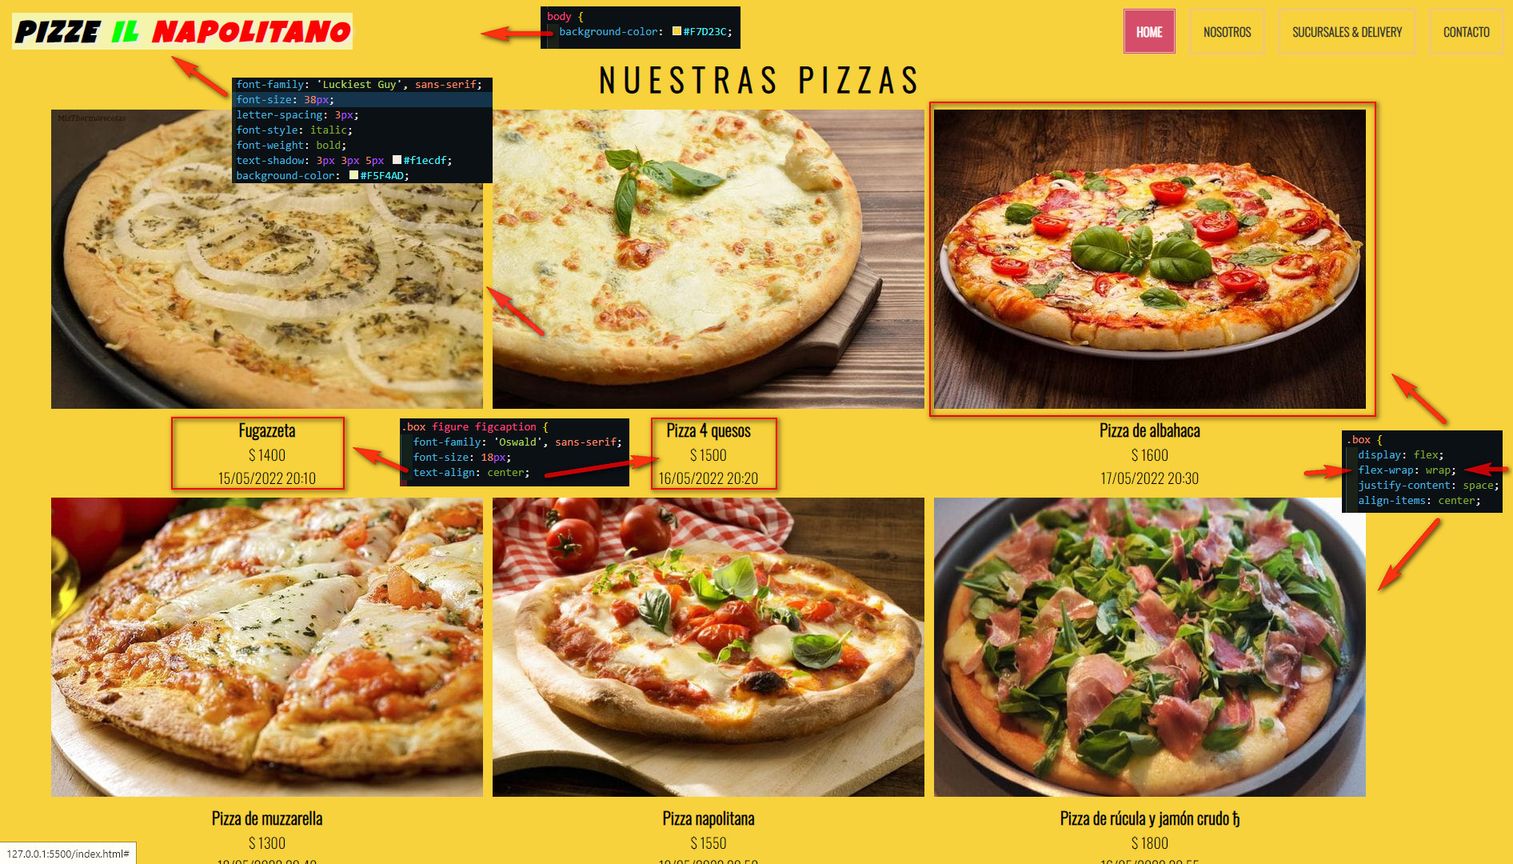 PIZZE IL NAPOLITANO
body {
background-color: #F7D23C;
HOME
NOSOTROS
SUCURSALES & DELIVERY
CONTACTO
NUESTRAS PIZZAS
font-family: 'Luckiest Guy', sans-serif;
font-size: 38px;
letter-spacing: 3px;
font-style: italic;
font-weight: bold;
text-shadow: 3px 3px 5px #f1ecdf;
background-color: #F5F4AD;
Fugazzeta
$ 1400
15/05/2022 20:10
.box figure figcaption {
font-family: 'Oswald', sans-serif;
font-size: 18px;
text-align: center;
Pizza 4 quesos
$ 1500
16/05/2022 20:20
Pizza de albahaca
$ 1600
17/05/2022 20:30
.box {
display: flex;
flex-wrap: wrap;
justify-content: space;
align-items: center;
Pizza de muzzarella
$ 1300
Pizza napolitana
$ 1550
Pizza de rúcula y jamón crudo ђ
$ 1800
127.0.0.1:5500/index.html#